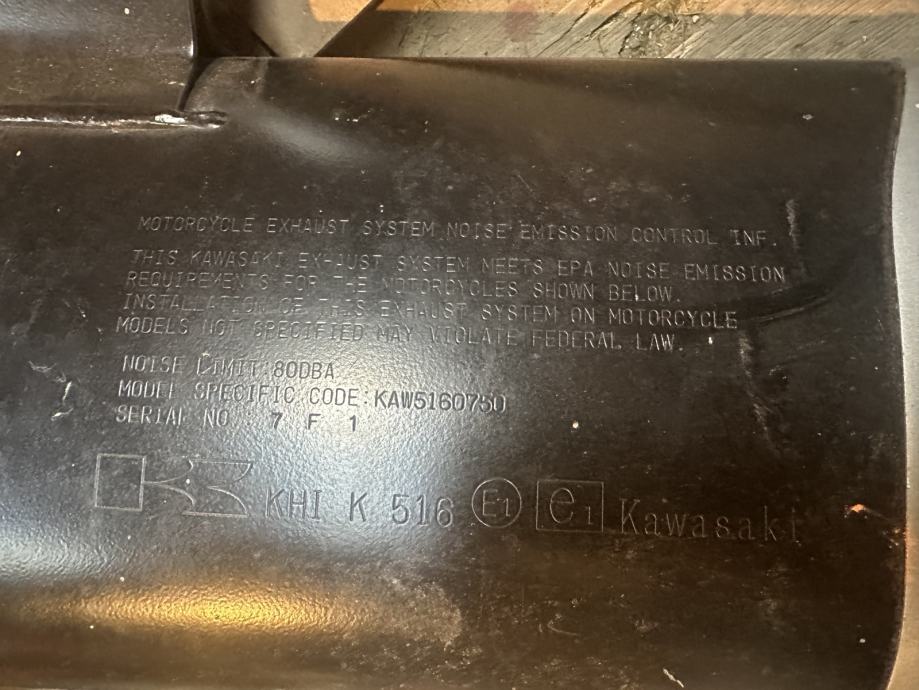 MOTORCYCLE EXHAUST SYSTEM NOISE EMISSION CONTROL INF.
THIS KAWASAKI EXHAUST SYSTEM MEETS EPA NOISE EMISSION
REQUIREMENTS FOR THE MOTORCYCLES SHOWN BELOW.
INSTALLATION OF THIS EXHAUST SYSTEM ON MOTORCYCLE
MODELS NOT SPECIFIED MAY VIOLATE FEDERAL LAW.
NOISE LIMIT:80DBA
MODEL SPECIFIC CODE:KAW5160750
SERIAL NO 7 F 1
KHI K 516 E1 e1 Kawasaki